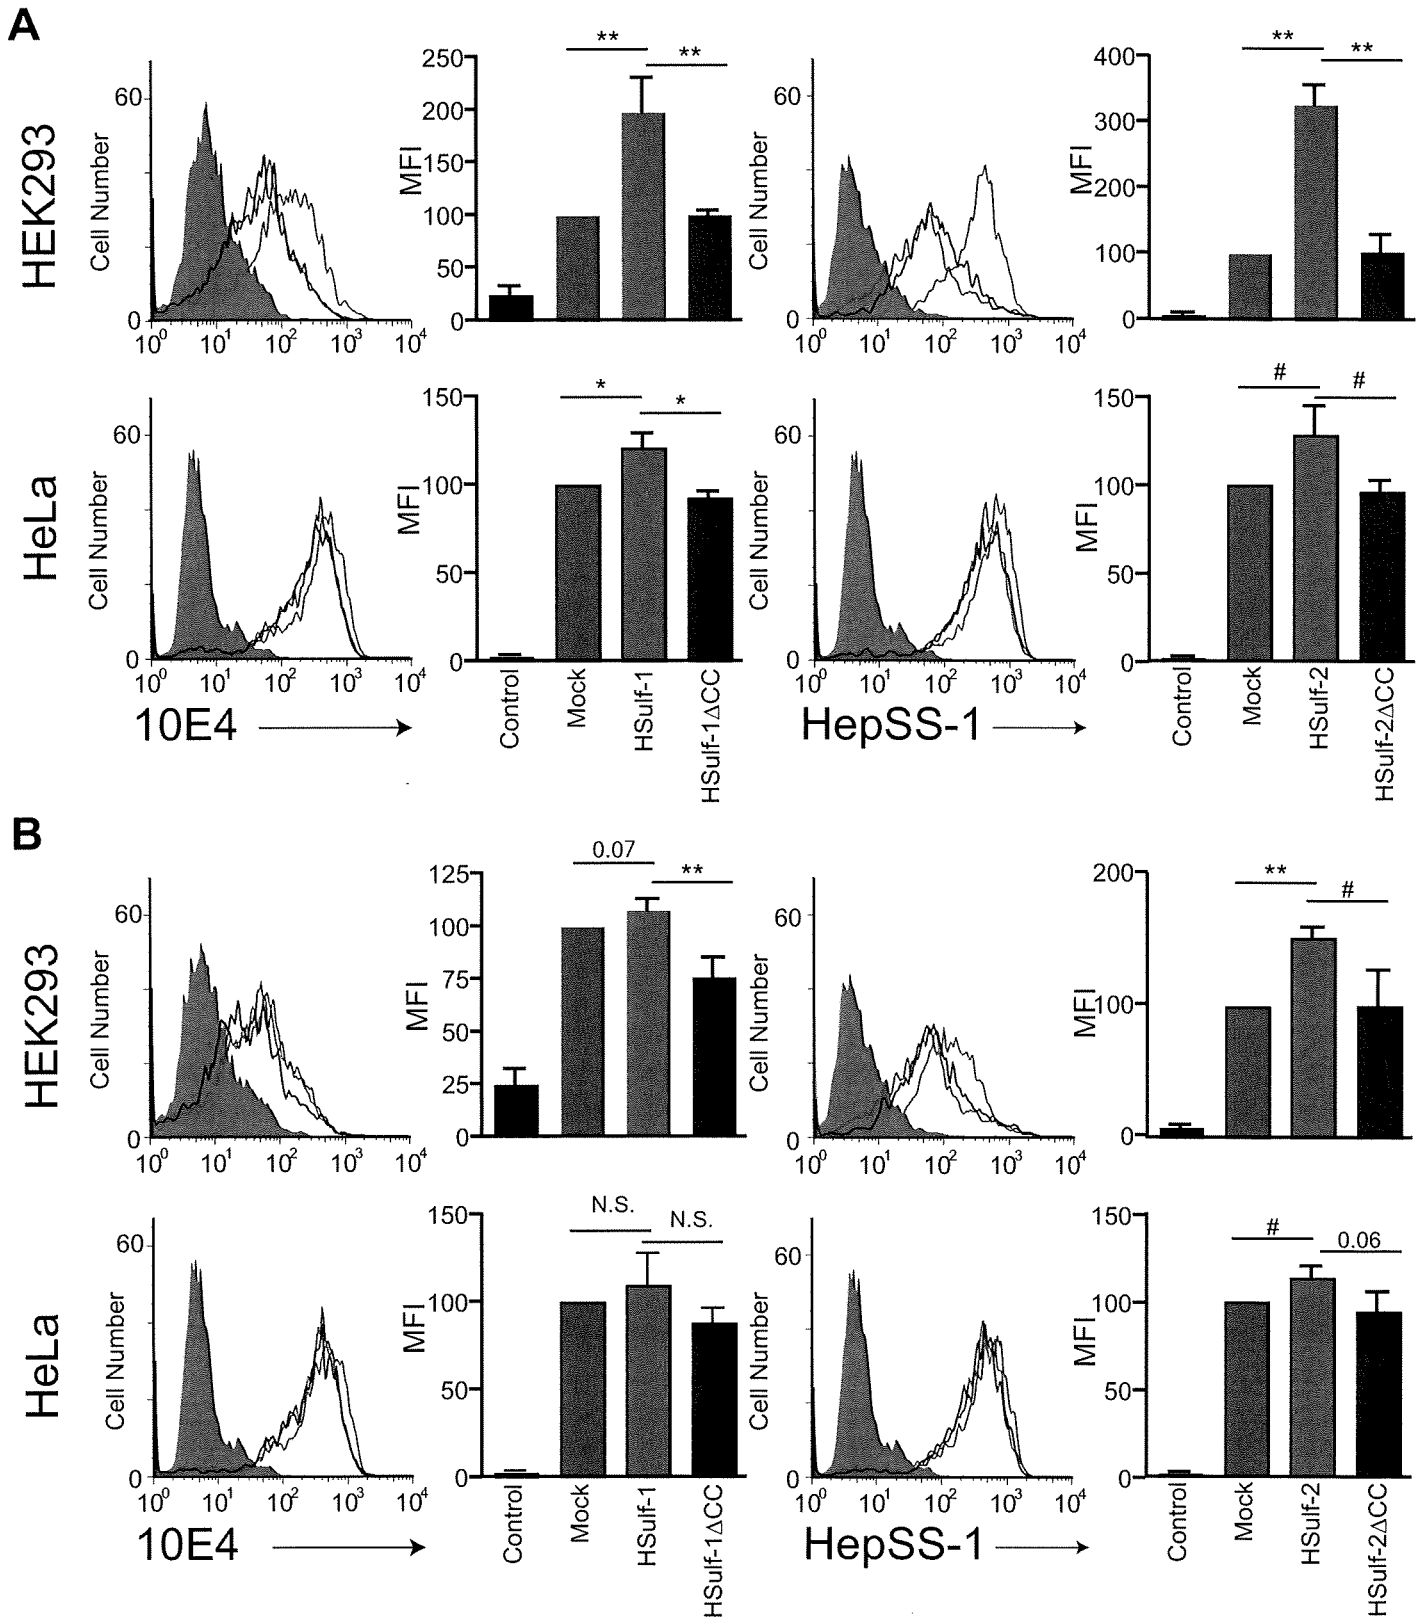 A
HEK293
Cell Number
60
0
10^0 10^1 10^2 10^3 10^4
MFI
250
200
150
100
50
0
** **
Cell Number
60
0
10^0 10^1 10^2 10^3 10^4
MFI
400
300
200
100
0
** **
HeLa
Cell Number
60
0
10^0 10^1 10^2 10^3 10^4
10E4
MFI
150
100
50
0
* *
Control
Mock
HSulf-1
HSulf-1ΔCC
Cell Number
60
0
10^0 10^1 10^2 10^3 10^4
HepSS-1
MFI
150
100
50
0
# #
Control
Mock
HSulf-2
HSulf-2ΔCC
B
HEK293
Cell Number
60
0
10^0 10^1 10^2 10^3 10^4
MFI
125
100
75
50
25
0
0.07 **
Cell Number
60
0
10^0 10^1 10^2 10^3 10^4
MFI
200
100
0
** #
HeLa
Cell Number
60
0
10^0 10^1 10^2 10^3 10^4
10E4
MFI
150
100
50
0
N.S. N.S.
Control
Mock
HSulf-1
HSulf-1ΔCC
Cell Number
60
0
10^0 10^1 10^2 10^3 10^4
HepSS-1
MFI
150
100
50
0
# 0.06
Control
Mock
HSulf-2
HSulf-2ΔCC